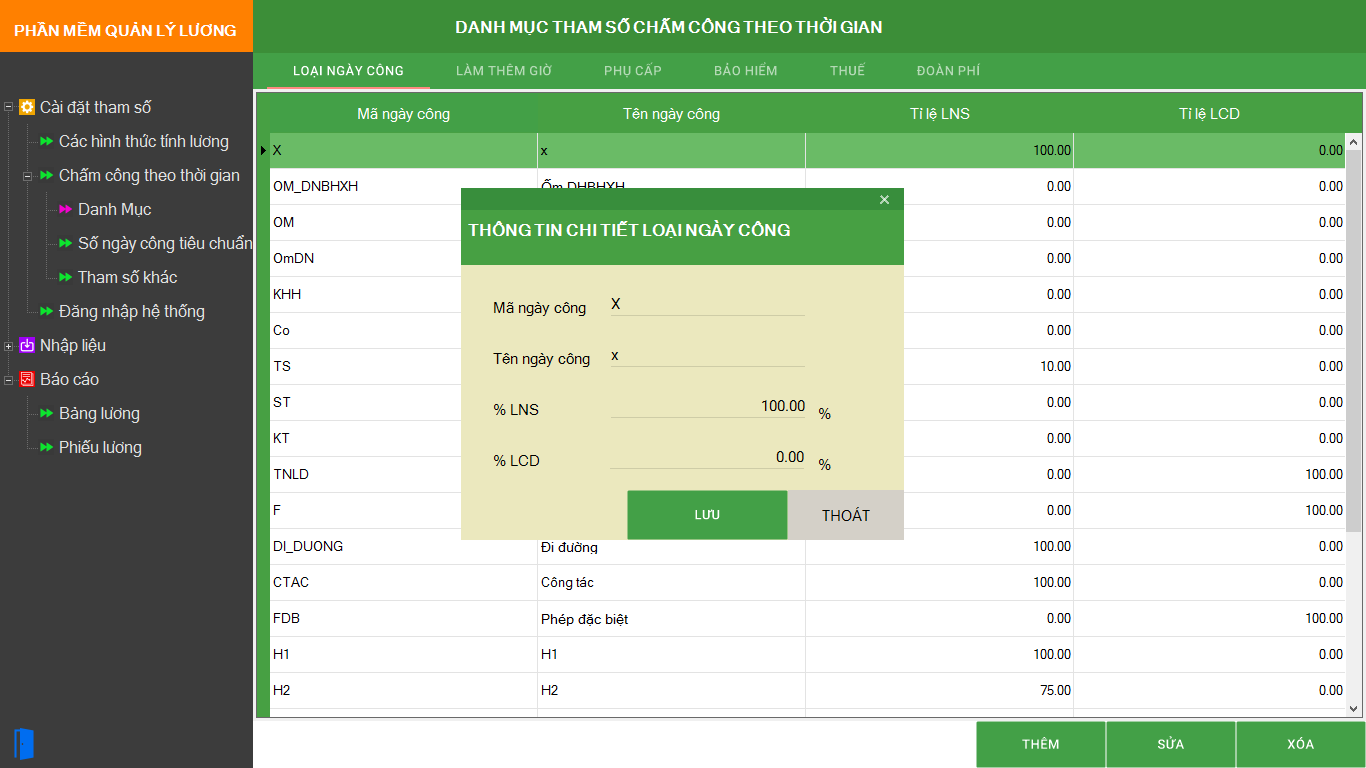 PHẦN MỀM QUẢN LÝ LƯƠNG
DANH MỤC THAM SỐ CHẤM CÔNG THEO THỜI GIAN
LOẠI NGÀY CÔNG LÀM THÊM GIỜ PHỤ CẤP BẢO HIỂM THUẾ ĐOÀN PHÍ
Cài đặt tham số
Các hình thức tính lương
Chấm công theo thời gian
Danh Mục
Số ngày công tiêu chuẩn
Tham số khác
Đăng nhập hệ thống
Nhập liệu
Báo cáo
Bảng lương
Phiếu lương
Mã ngày công Tên ngày công Tỉ lệ LNS Tỉ lệ LCD
X x 100.00 0.00
OM_DNBHXH Ốm DHBHXH 0.00 0.00
OM 0.00 0.00
OmDN 0.00 0.00
KHH 0.00 0.00
Co 0.00 0.00
TS 10.00 0.00
ST 0.00 0.00
KT 0.00 0.00
TNLD 0.00 100.00
F 0.00 100.00
DI_DUONG Đi đường 100.00 0.00
CTAC Công tác 100.00 0.00
FDB Phép đặc biệt 0.00 100.00
H1 H1 100.00 0.00
H2 H2 75.00 0.00
THÔNG TIN CHI TIẾT LOẠI NGÀY CÔNG
Mã ngày công X
Tên ngày công x
% LNS 100.00 %
% LCD 0.00 %
LƯU THOÁT
THÊM SỬA XÓA